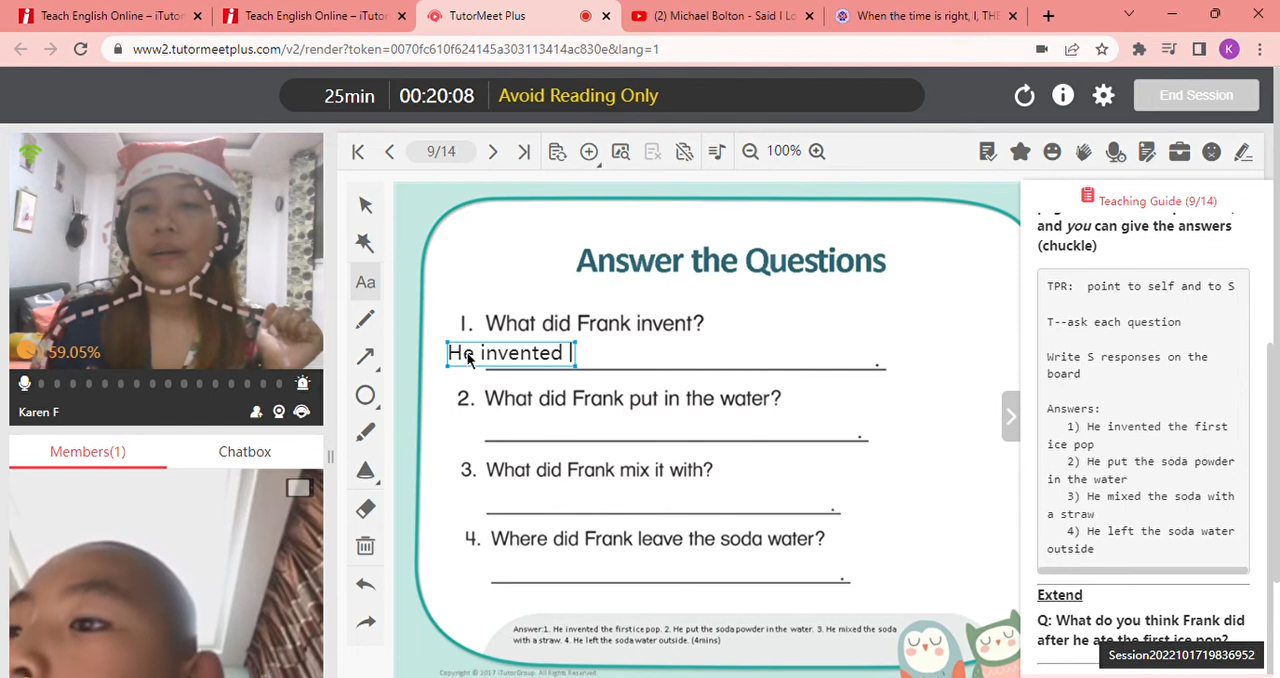 Teach English Online – iTutor
Teach English Online – iTutor
TutorMeet Plus
(2) Michael Bolton - Said I Lo
When the time is right, I, THE
www2.tutormeetplus.com/v2/render?token=0070fc610f624145a303113414ac830e&lang=1
K
25min
00:20:08
Avoid Reading Only
End Session
9/14
100%
59.05%
Karen F
Members(1)
Chatbox
Aa
Answer the Questions
1. What did Frank invent?
He invented
.
2. What did Frank put in the water?
.
3. What did Frank mix it with?
.
4. Where did Frank leave the soda water?
.
Answer:1. He invented the first ice pop. 2. He put the soda powder in the water. 3. He mixed the soda
with a straw. 4. He left the soda water outside. (4mins)
Copyright © 2017 iTutorGroup. All Rights Reserved.
Teaching Guide (9/14)
and you can give the answers
(chuckle)
TPR: point to self and to S
T--ask each question
Write S responses on the
board
Answers:
1) He invented the first
ice pop
2) He put the soda powder
in the water
3) He mixed the soda with
a straw
4) He left the soda water
outside
Extend
Q: What do you think Frank did
after he ate the first ice pop?
Session2022101719836952